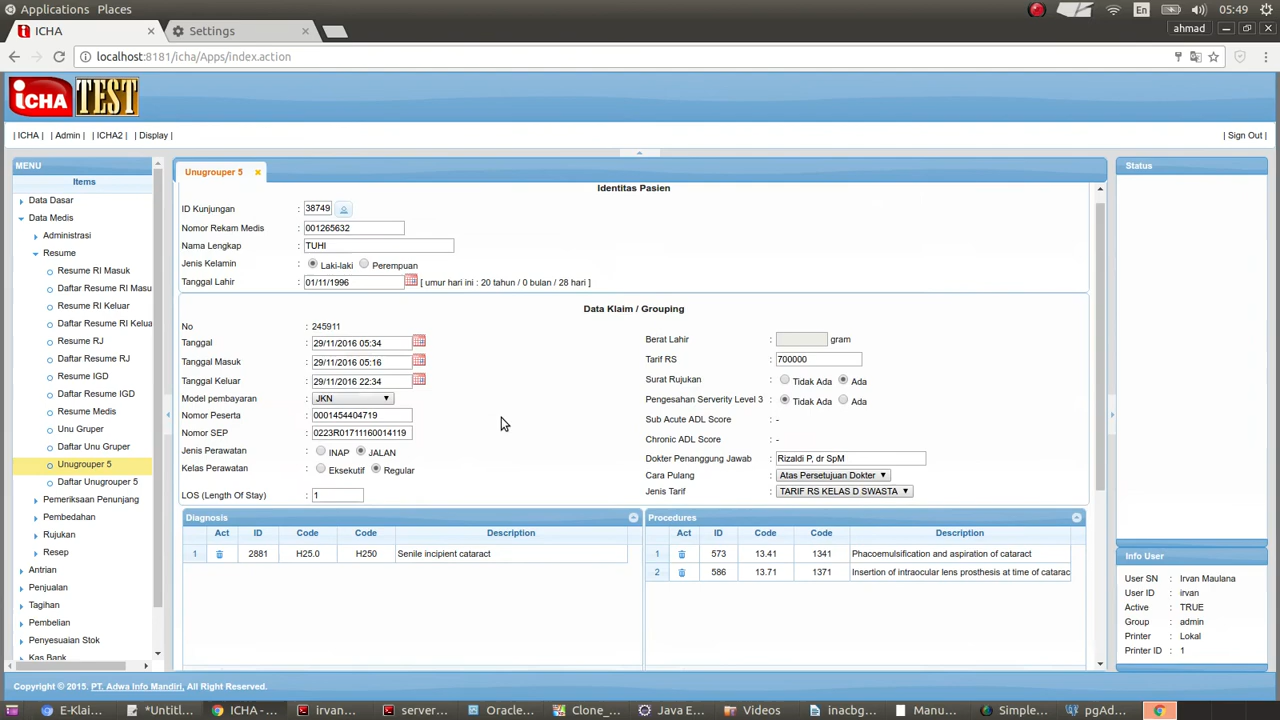 Applications Places En 05:49
ICHA Settings ahmad
localhost:8181/icha/Apps/index.action
iCHA TEST
| ICHA | | Admin | | ICHA2 | | Display | | Sign Out |
MENU
Items
Data Dasar
Data Medis
Administrasi
Resume
Resume RI Masuk
Daftar Resume RI Masu
Resume RI Keluar
Daftar Resume RI Kelua
Resume RJ
Daftar Resume RJ
Resume IGD
Daftar Resume IGD
Resume Medis
Unu Gruper
Daftar Unu Gruper
Unugrouper 5
Daftar Unugrouper 5
Pemeriksaan Penunjang
Pembedahan
Rujukan
Resep
Antrian
Penjualan
Tagihan
Pembelian
Penyesuaian Stok
Kas Bank
Unugrouper 5
Identitas Pasien
ID Kunjungan : 38749
Nomor Rekam Medis : 001265632
Nama Lengkap : TUHI
Jenis Kelamin : Laki-laki Perempuan
Tanggal Lahir : 01/11/1996 [ umur hari ini : 20 tahun / 0 bulan / 28 hari ]
Data Klaim / Grouping
No : 245911
Tanggal : 29/11/2016 05:34
Tanggal Masuk : 29/11/2016 05:16
Tanggal Keluar : 29/11/2016 22:34
Model pembayaran : JKN
Nomor Peserta : 0001454404719
Nomor SEP : 0223R01711160014119
Jenis Perawatan : INAP JALAN
Kelas Perawatan : Eksekutif Regular
LOS (Length Of Stay) : 1
Berat Lahir : gram
Tarif RS : 700000
Surat Rujukan : Tidak Ada Ada
Pengesahan Serverity Level 3 : Tidak Ada Ada
Sub Acute ADL Score : -
Chronic ADL Score : -
Dokter Penanggung Jawab : Rizaldi P, dr SpM
Cara Pulang : Atas Persetujuan Dokter
Jenis Tarif : TARIF RS KELAS D SWASTA
Diagnosis
Act ID Code Code Description
1 2881 H25.0 H250 Senile incipient cataract
Procedures
Act ID Code Code Description
1 573 13.41 1341 Phacoemulsification and aspiration of cataract
2 586 13.71 1371 Insertion of intraocular lens prosthesis at time of catarac
Status
Info User
User SN : Irvan Maulana
User ID : irvan
Active : TRUE
Group : admin
Printer : Lokal
Printer ID : 1
Copyright © 2015. PT. Adwa Info Mandiri, All Right Reserved.
E-Klai... *Untitl... ICHA - ... irvan... server... Oracle... Clone_... Java E... Videos inacbg... Manu... Simple... pgAd...